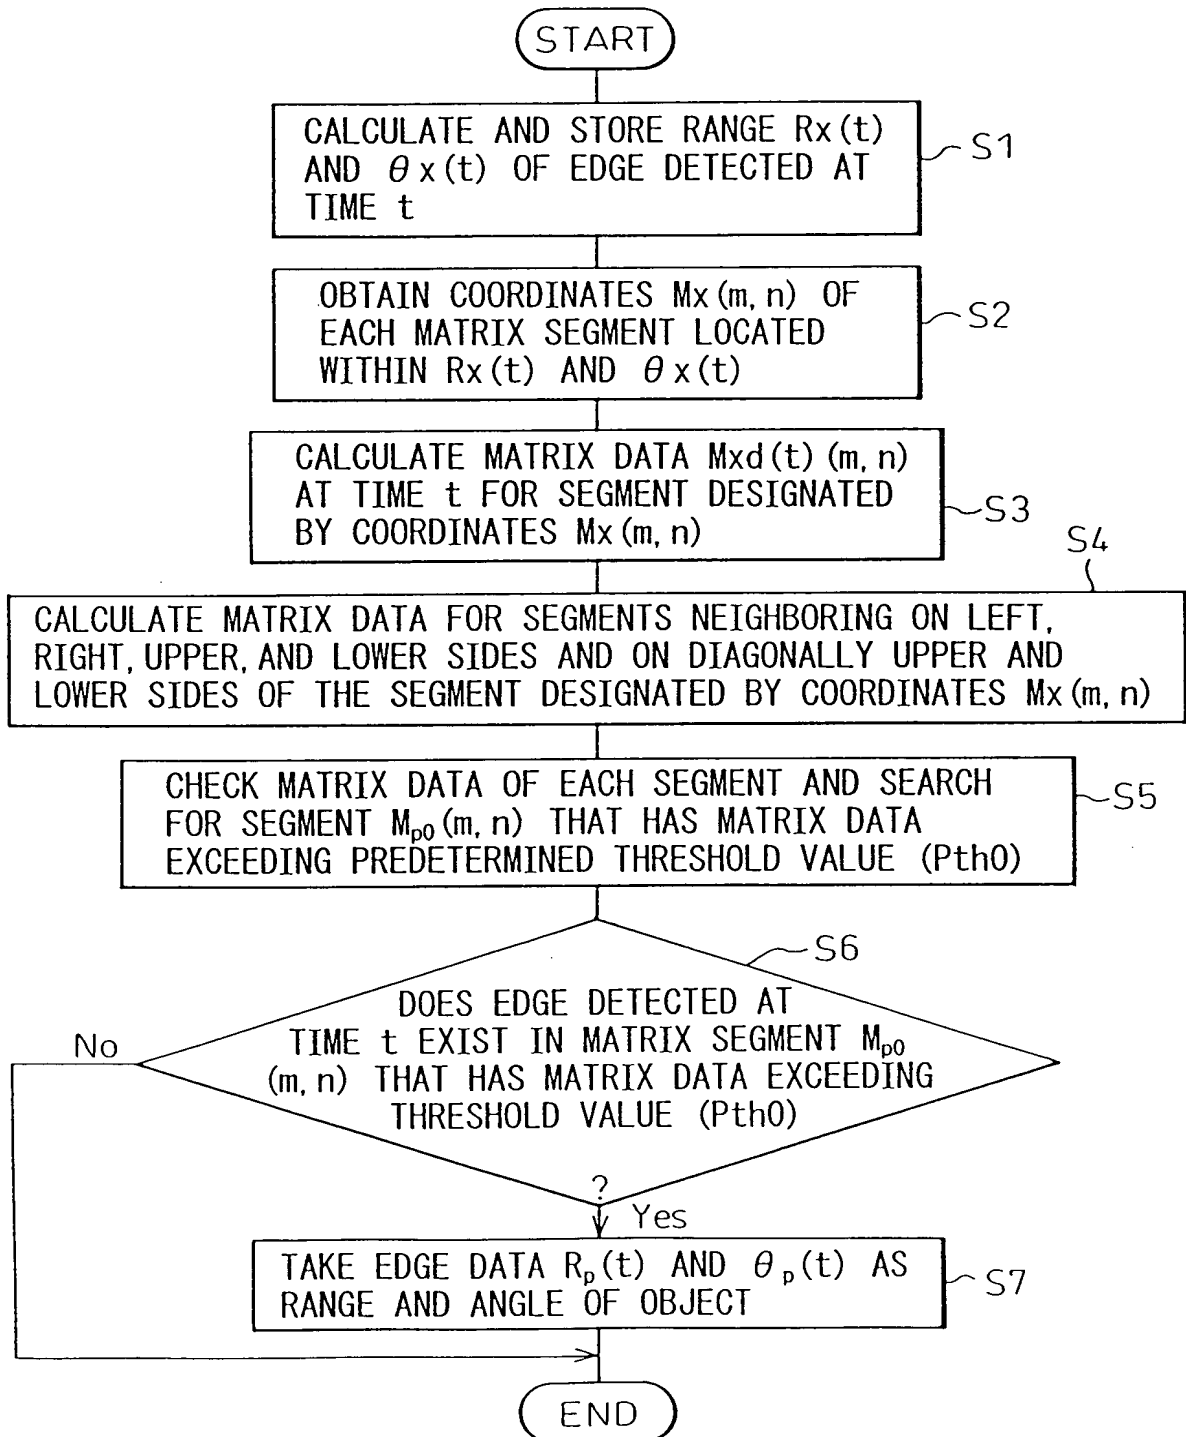 START
CALCULATE AND STORE RANGE Rx(t)
AND θx(t) OF EDGE DETECTED AT
TIME t
S1
OBTAIN COORDINATES Mx(m,n) OF
EACH MATRIX SEGMENT LOCATED
WITHIN Rx(t) AND θx(t)
S2
CALCULATE MATRIX DATA Mxd(t)(m,n)
AT TIME t FOR SEGMENT DESIGNATED
BY COORDINATES Mx(m,n)
S3
S4
CALCULATE MATRIX DATA FOR SEGMENTS NEIGHBORING ON LEFT,
RIGHT, UPPER, AND LOWER SIDES AND ON DIAGONALLY UPPER AND
LOWER SIDES OF THE SEGMENT DESIGNATED BY COORDINATES Mx(m,n)
CHECK MATRIX DATA OF EACH SEGMENT AND SEARCH
FOR SEGMENT Mp0(m,n) THAT HAS MATRIX DATA
EXCEEDING PREDETERMINED THRESHOLD VALUE (Pth0)
S5
S6
DOES EDGE DETECTED AT
TIME t EXIST IN MATRIX SEGMENT Mp0
(m,n) THAT HAS MATRIX DATA EXCEEDING
THRESHOLD VALUE (Pth0)
?
No
Yes
TAKE EDGE DATA Rp(t) AND θp(t) AS
RANGE AND ANGLE OF OBJECT
S7
END